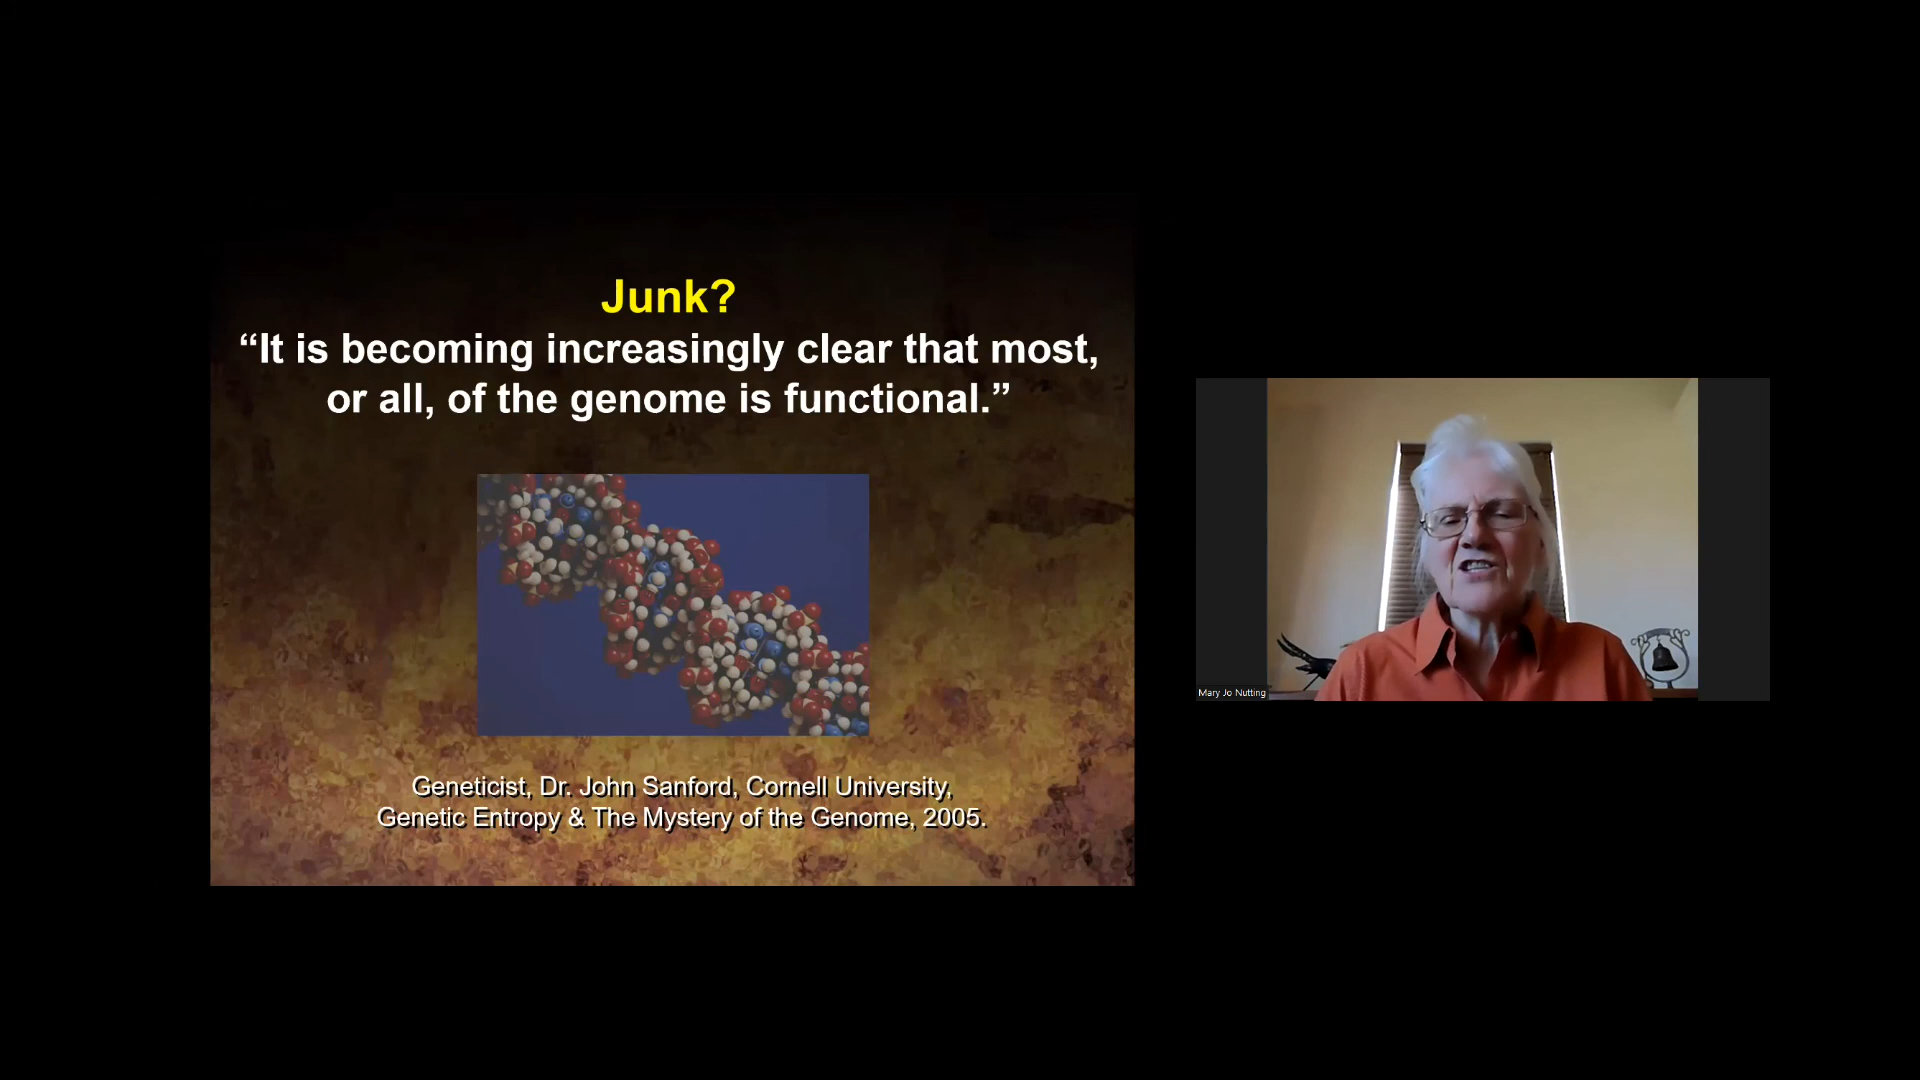 Junk?
“It is becoming increasingly clear that most,
or all, of the genome is functional.”
Geneticist, Dr. John Sanford, Cornell University,
Genetic Entropy & The Mystery of the Genome, 2005.
Mary Jo Nutting